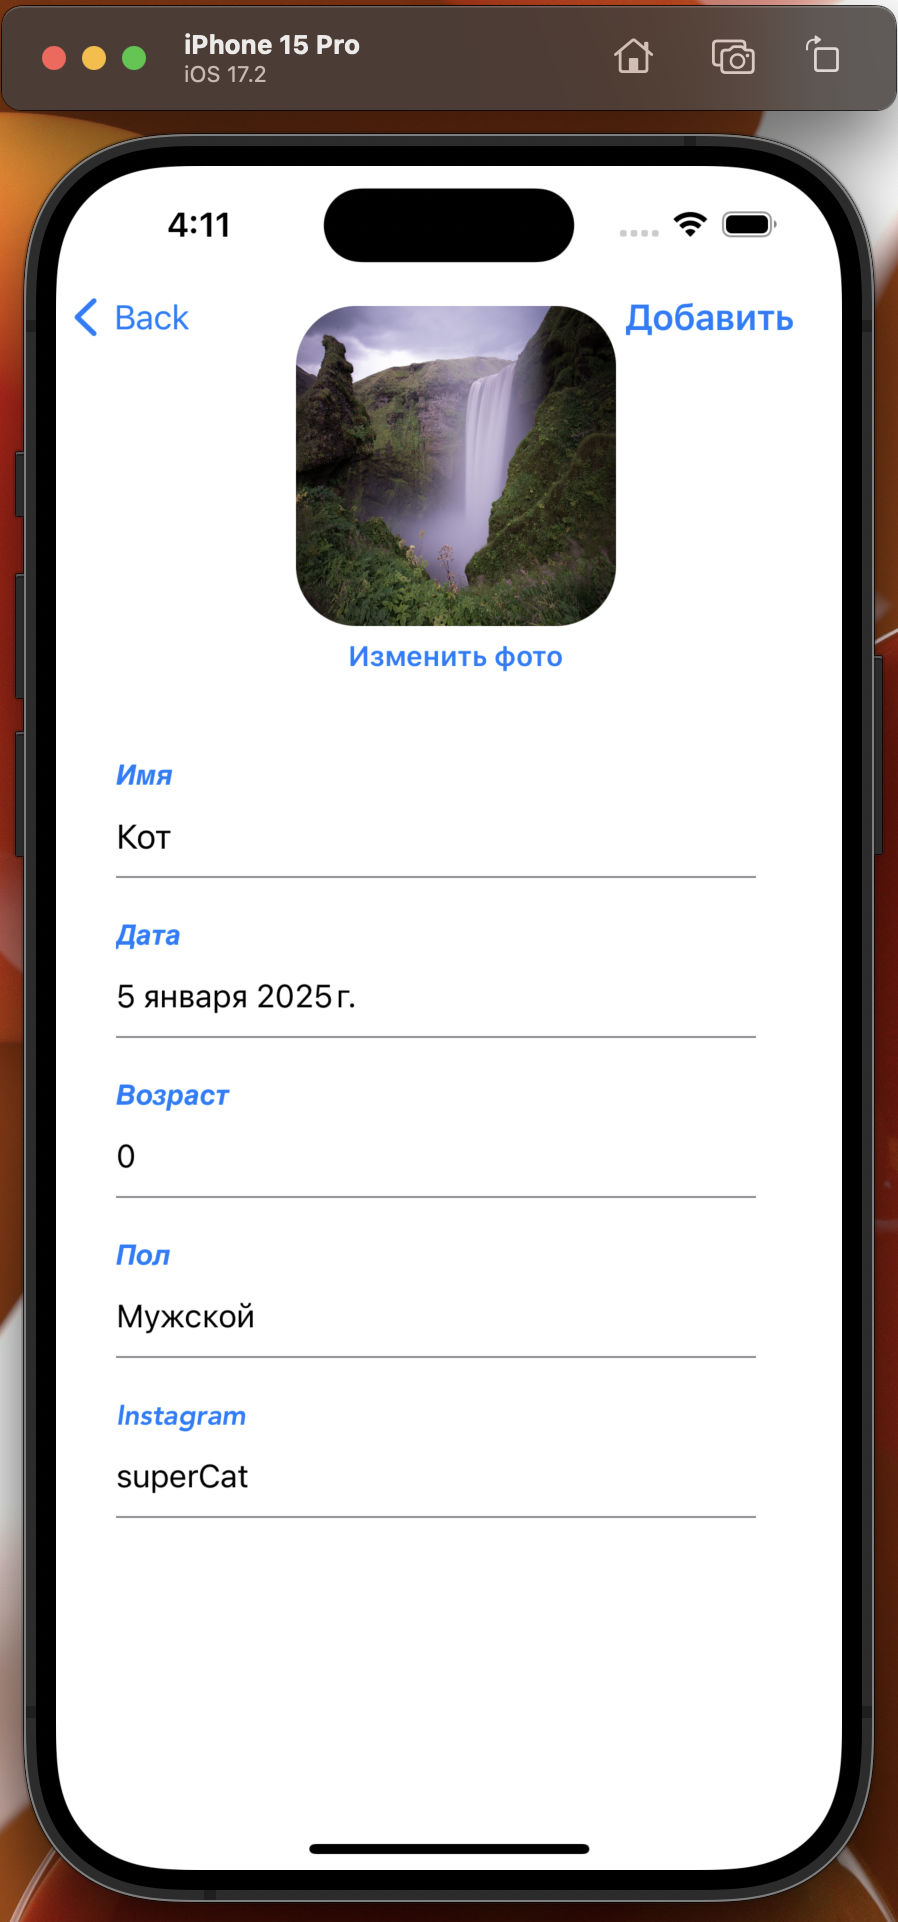 iPhone 15 Pro
iOS 17.2
4:11
Back
Добавить
Изменить фото
Имя
Кот
Дата
5 января 2025 г.
Возраст
0
Пол
Мужской
Instagram
superCat